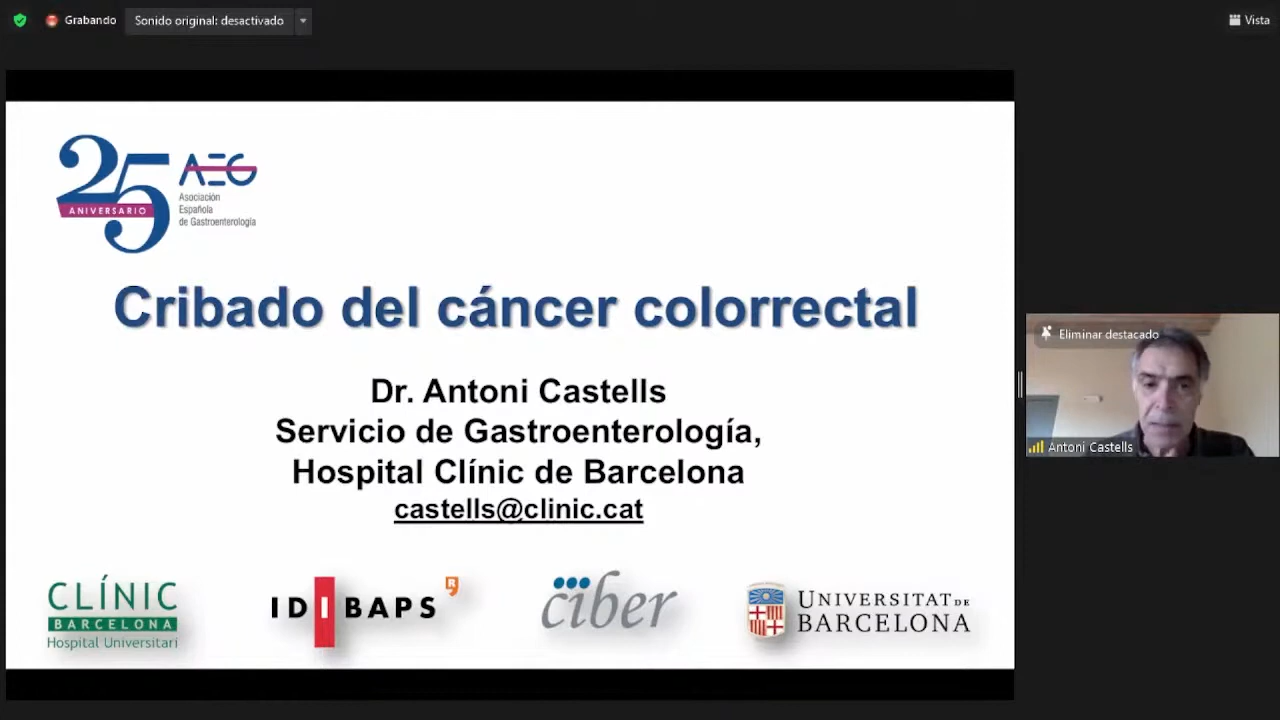 Grabando
Sonido original: desactivado
Vista
25
ANIVERSARIO
AEG
Asociación
Española
de Gastroenterología
Cribado del cáncer colorrectal
Dr. Antoni Castells
Servicio de Gastroenterología,
Hospital Clínic de Barcelona
castells@clinic.cat
CLÍNIC
BARCELONA
Hospital Universitari
IDIBAPS
R
ciber
UNIVERSITAT DE
BARCELONA
Eliminar destacado
Antoni Castells